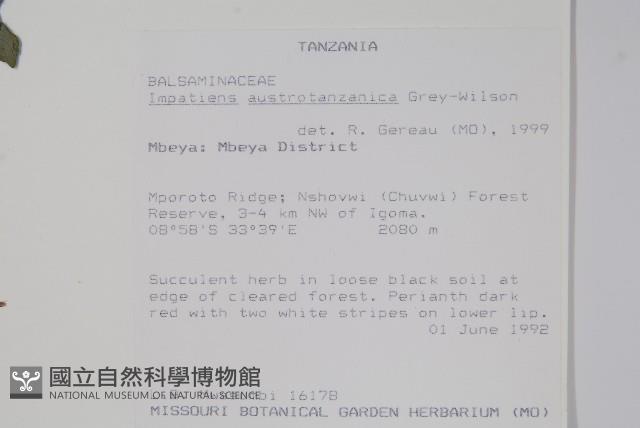 TANZANIA
BALSAMINACEAE
Impatiens austrotanzanica Grey-Wilson
det. R. Gereau (MO), 1999
Mbeya: Mbeya District
Mporoto Ridge; Nshovwi (Chuvwi) Forest
Reserve, 3-4 km NW of Igoma.
08°58'S 33°39'E 2080 m
Succulent herb in loose black soil at
edge of cleared forest. Perianth dark
red with two white stripes on lower lip.
01 June 1992
國立自然科學博物館
NATIONAL MUSEUM OF NATURAL SCIENCE
16178
MISSOURI BOTANICAL GARDEN HERBARIUM (MO)